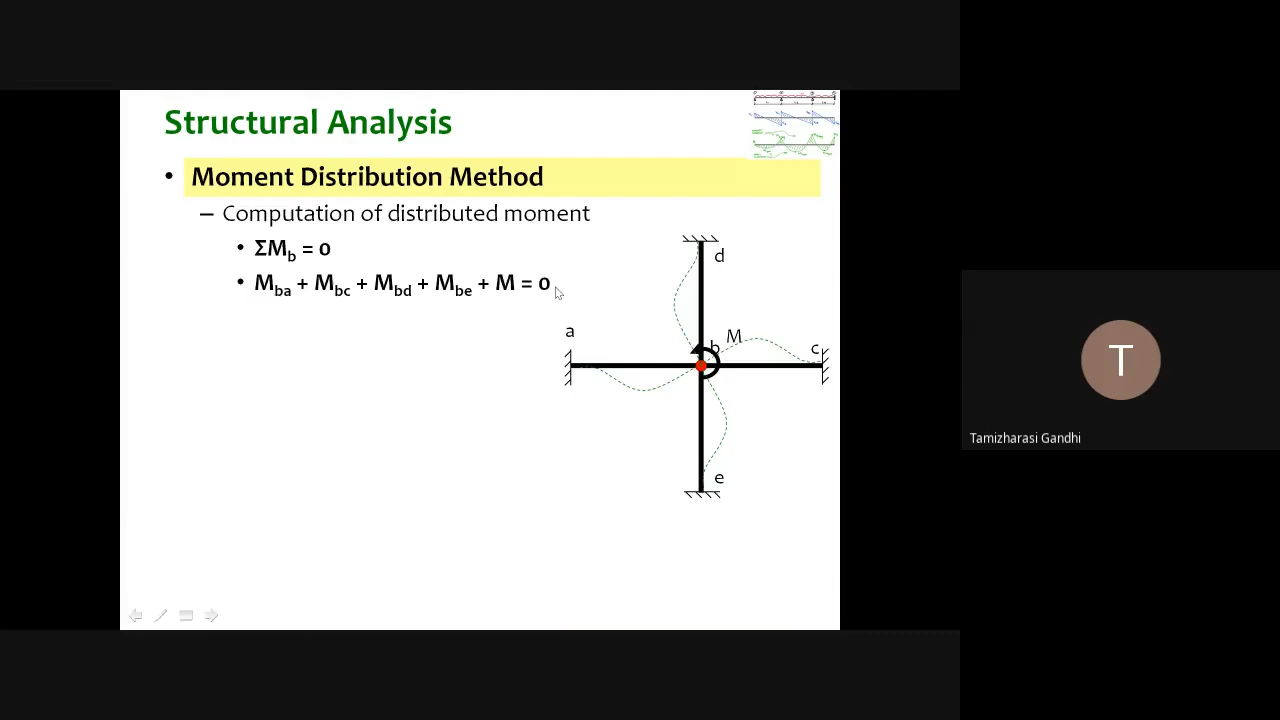 Structural Analysis
• Moment Distribution Method
– Computation of distributed moment
• ΣMb = 0
• Mba + Mbc + Mbd + Mbe + M = 0
d
a
b
M
c
e
T
Tamizharasi Gandhi